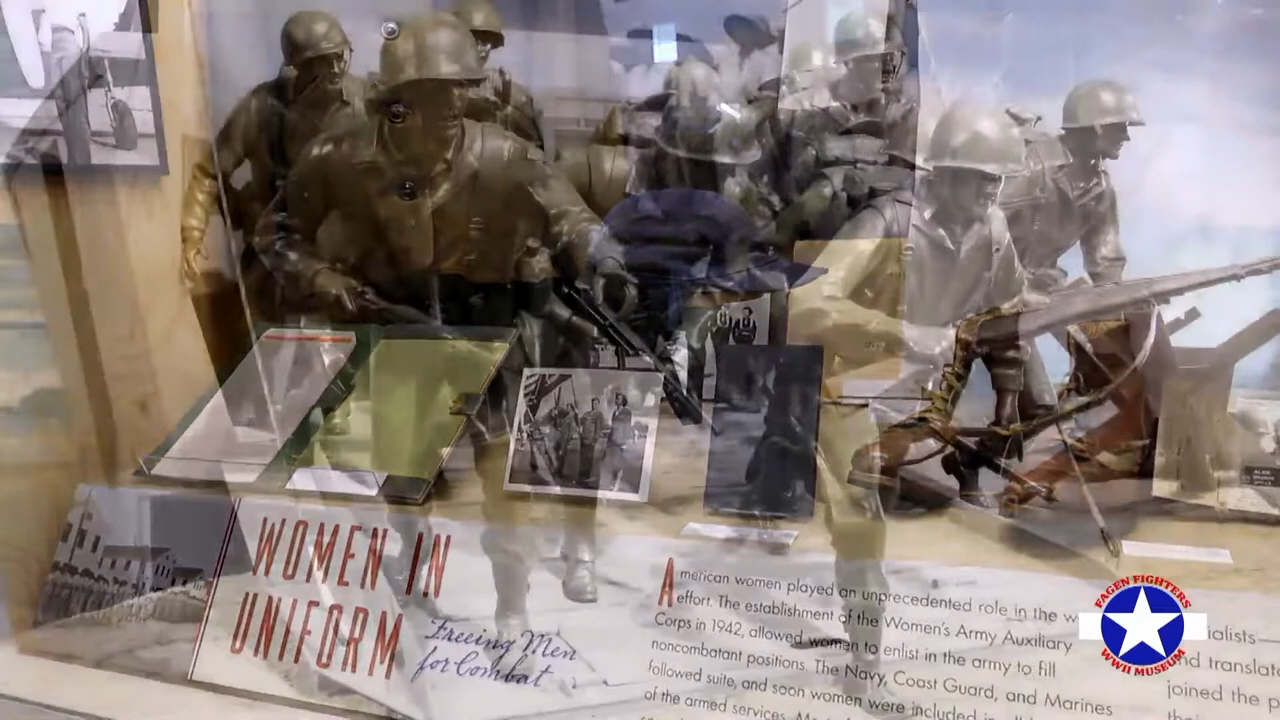 WOMEN IN
UNIFORM
Freeing Men
for Combat
American women played an unprecedented role in the w
effort. The establishment of the Women's Army Auxiliary
Corps in 1942, allowed women to enlist in the army to fill
noncombatant positions. The Navy, Coast Guard, and Marines
followed suite, and soon women were included in
of the armed services.
ialists—
nd translat
joined the p
FAGEN FIGHTERS
WWII MUSEUM